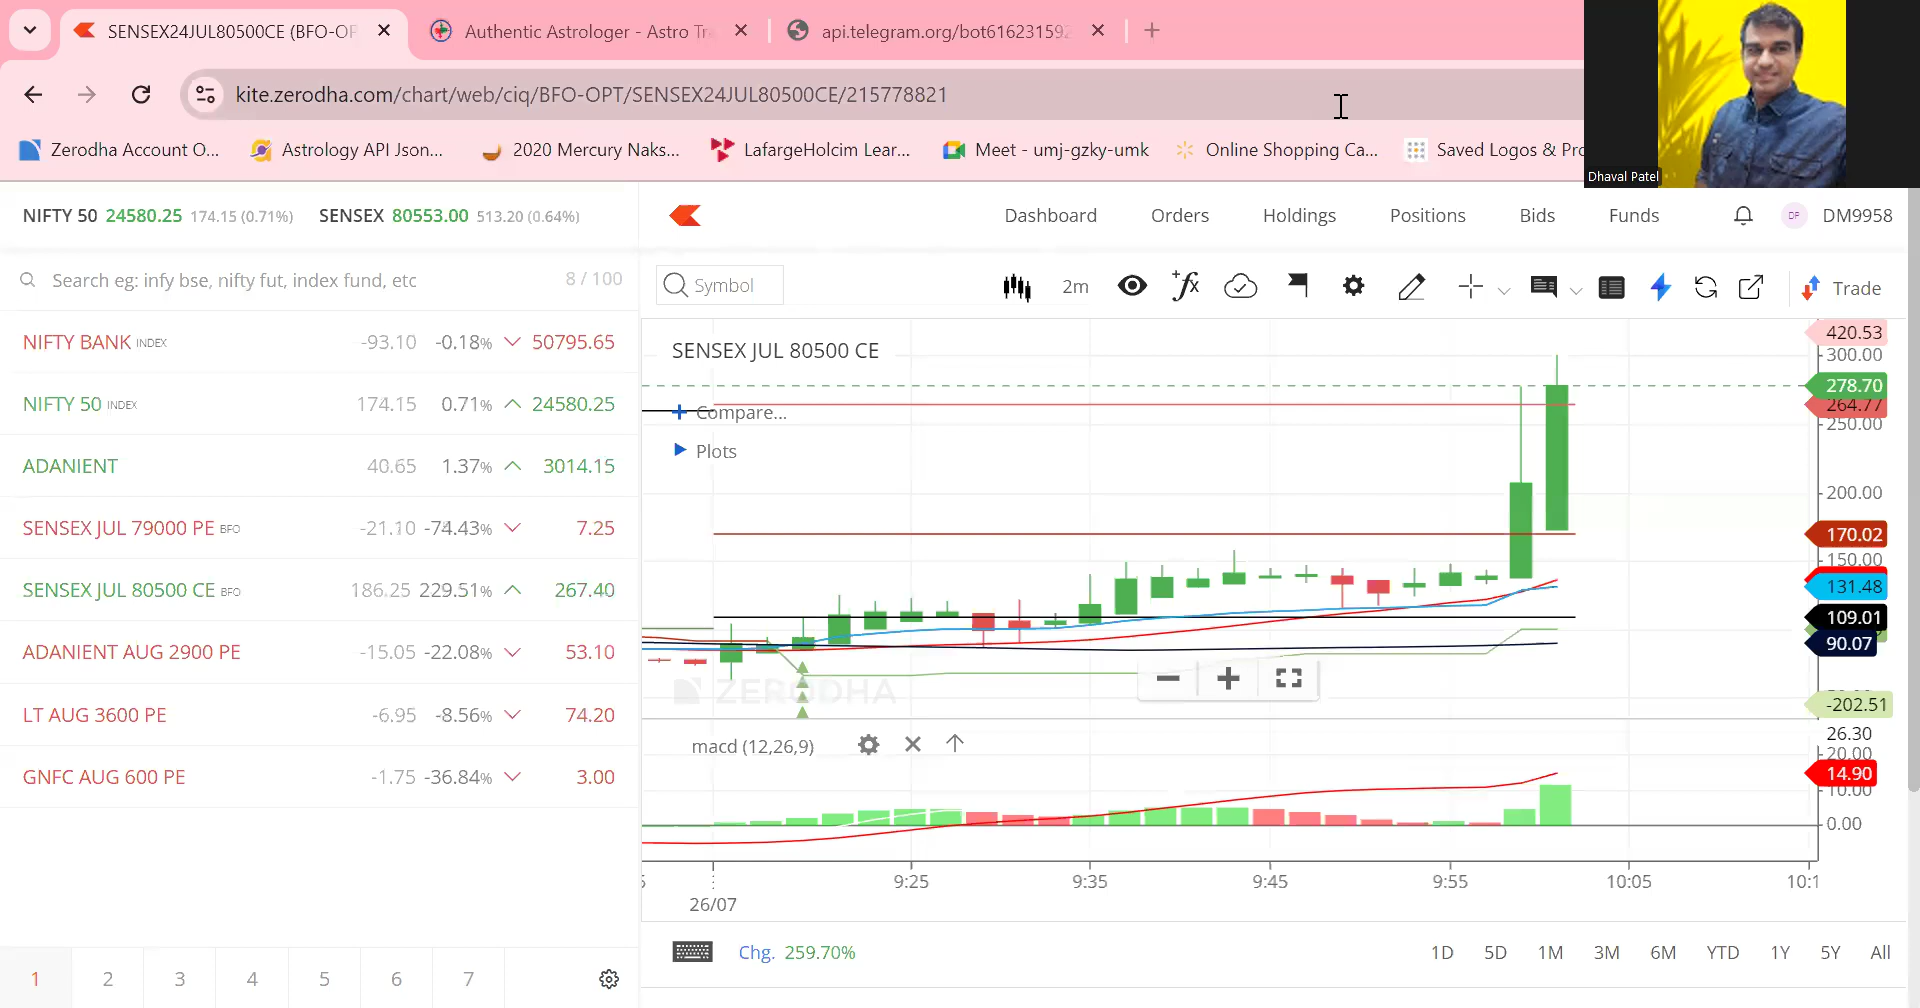 SENSEX24JUL80500CE (BFO-OP
Authentic Astrologer - Astro Tr
api.telegram.org/bot616231592
kite.zerodha.com/chart/web/ciq/BFO-OPT/SENSEX24JUL80500CE/215778821
Zerodha Account O...
Astrology API Json...
2020 Mercury Naks...
LafargeHolcim Lear...
Meet - umj-gzky-umk
Online Shopping Ca...
Saved Logos & Pro
Dhaval Patel
NIFTY 50 24580.25 174.15 (0.71%) SENSEX 80553.00 513.20 (0.64%)
Dashboard Orders Holdings Positions Bids Funds DP DM9958
Search eg: infy bse, nifty fut, index fund, etc 8 / 100
Symbol 2m Trade
NIFTY BANK INDEX -93.10 -0.18% 50795.65
NIFTY 50 INDEX 174.15 0.71% 24580.25
ADANIENT 40.65 1.37% 3014.15
SENSEX JUL 79000 PE BFO -21.10 -74.43% 7.25
SENSEX JUL 80500 CE BFO 186.25 229.51% 267.40
ADANIENT AUG 2900 PE -15.05 -22.08% 53.10
LT AUG 3600 PE -6.95 -8.56% 74.20
GNFC AUG 600 PE -1.75 -36.84% 3.00
SENSEX JUL 80500 CE
Compare...
Plots
420.53
300.00
278.70
264.77
250.00
200.00
170.02
150.00
131.48
109.01
90.07
-202.51
ZERODHA
macd (12,26,9)
26.30
20.00
14.90
10.00
0.00
9:25 9:35 9:45 9:55 10:05 10:1
26/07
Chg. 259.70%
1D 5D 1M 3M 6M YTD 1Y 5Y All
1 2 3 4 5 6 7